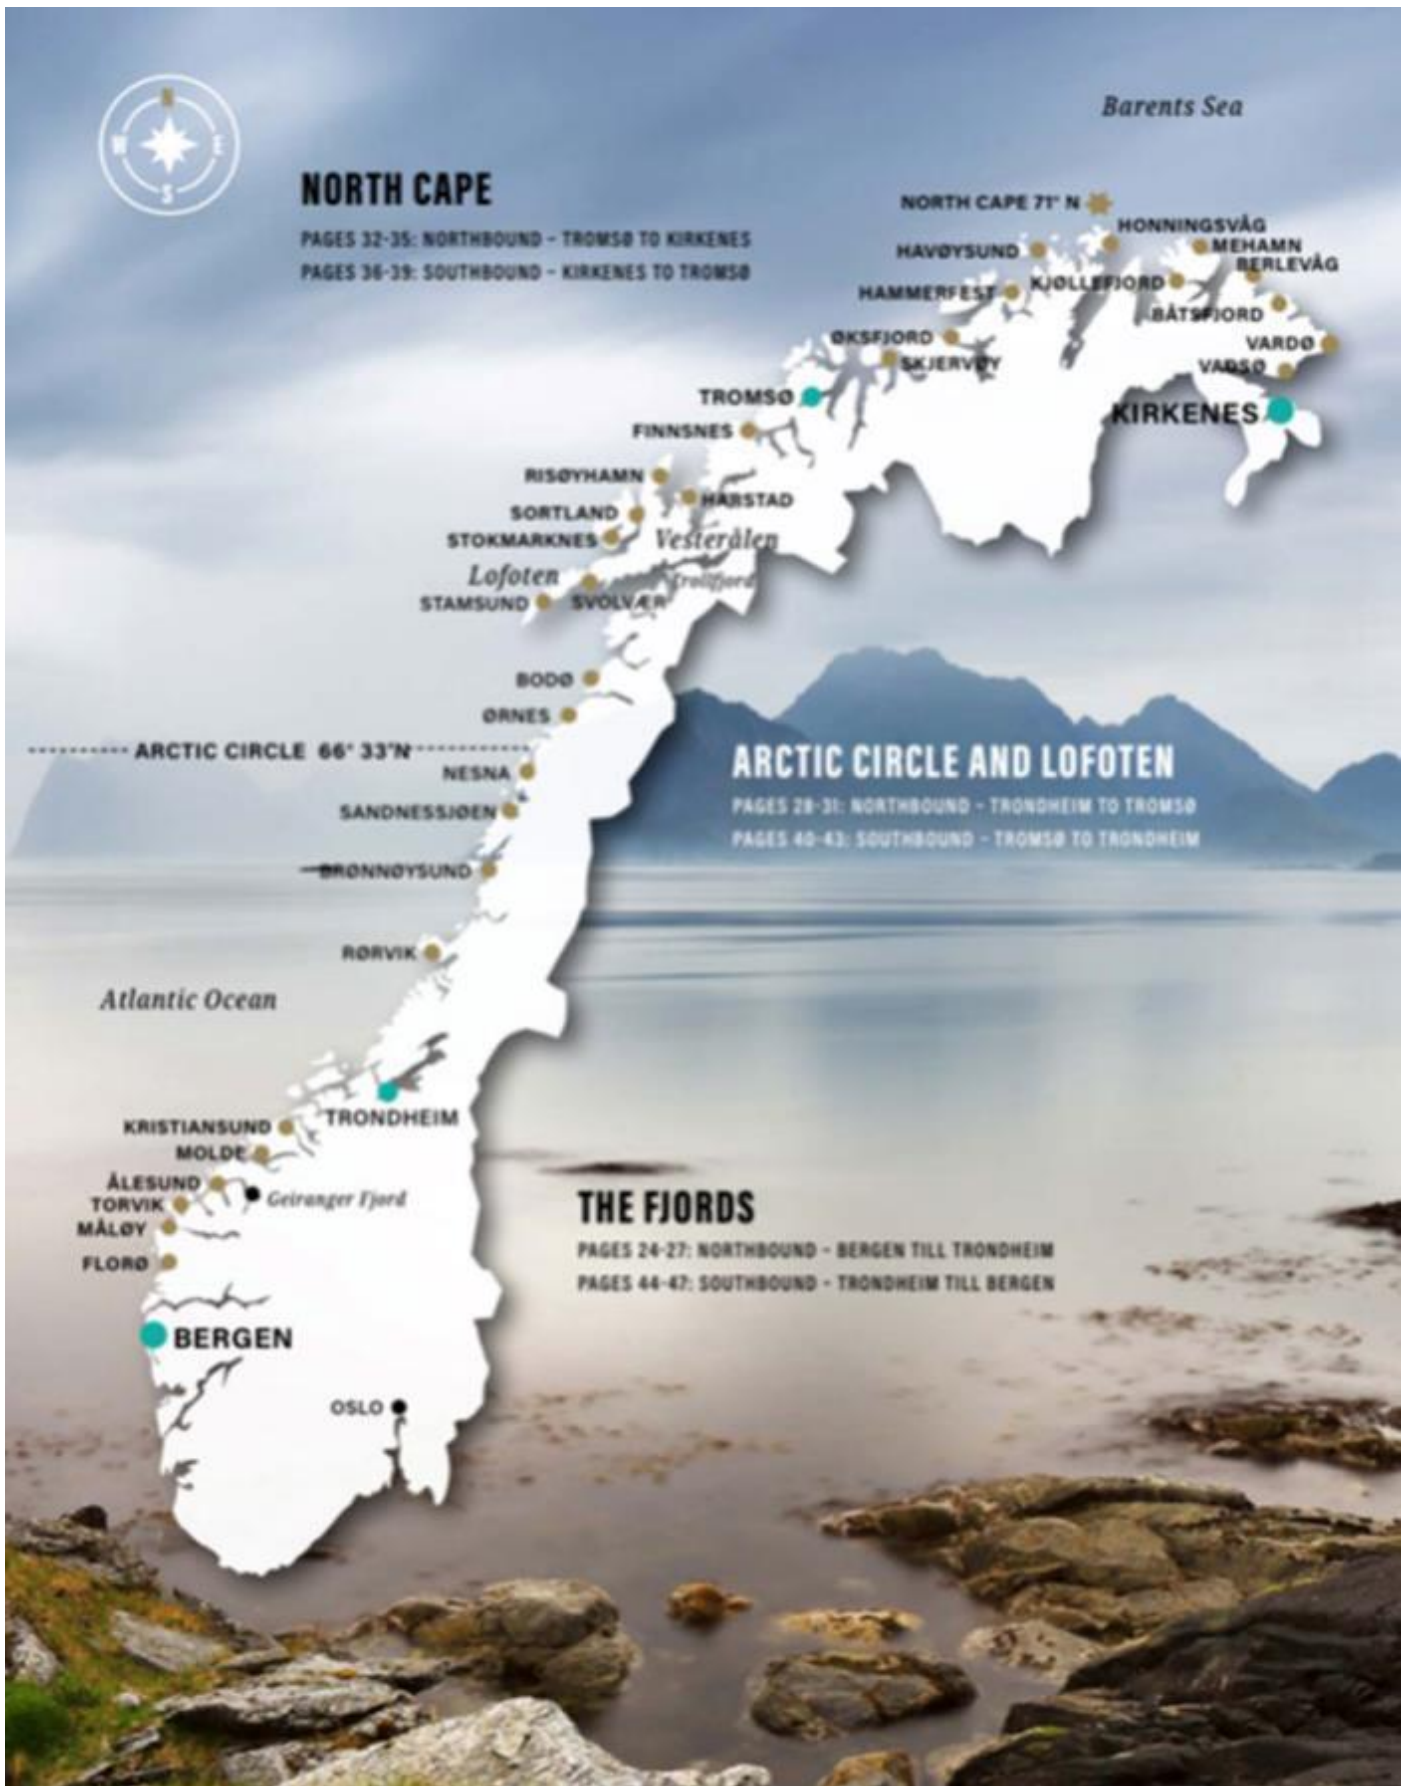 N
W E
S
Barents Sea
NORTH CAPE
PAGES 32-35: NORTHBOUND - TROMSØ TO KIRKENES
PAGES 36-39: SOUTHBOUND - KIRKENES TO TROMSØ
NORTH CAPE 71° N
HONNINGSVÅG
HAVØYSUND
MEHAMN
BERLEVÅG
HAMMERFEST
KJØLLEFJORD
BÅTSFJORD
ØKSFJORD
VARDØ
SKJERVØY
VADSØ
TROMSØ
KIRKENES
FINNSNES
RISØYHAMN
HARSTAD
SORTLAND
STOKMARKNES
Vesterålen
Lofoten
Trollfjord
STAMSUND
SVOLVÆR
BODØ
ØRNES
ARCTIC CIRCLE 66° 33'N
ARCTIC CIRCLE AND LOFOTEN
PAGES 28-31: NORTHBOUND - TRONDHEIM TO TROMSØ
PAGES 40-43: SOUTHBOUND - TROMSØ TO TRONDHEIM
NESNA
SANDNESSJØEN
BRØNNØYSUND
RØRVIK
Atlantic Ocean
TRONDHEIM
KRISTIANSUND
MOLDE
ÅLESUND
Geiranger Fjord
TORVIK
MÅLØY
FLORØ
THE FJORDS
PAGES 24-27: NORTHBOUND - BERGEN TILL TRONDHEIM
PAGES 44-47: SOUTHBOUND - TRONDHEIM TILL BERGEN
BERGEN
OSLO